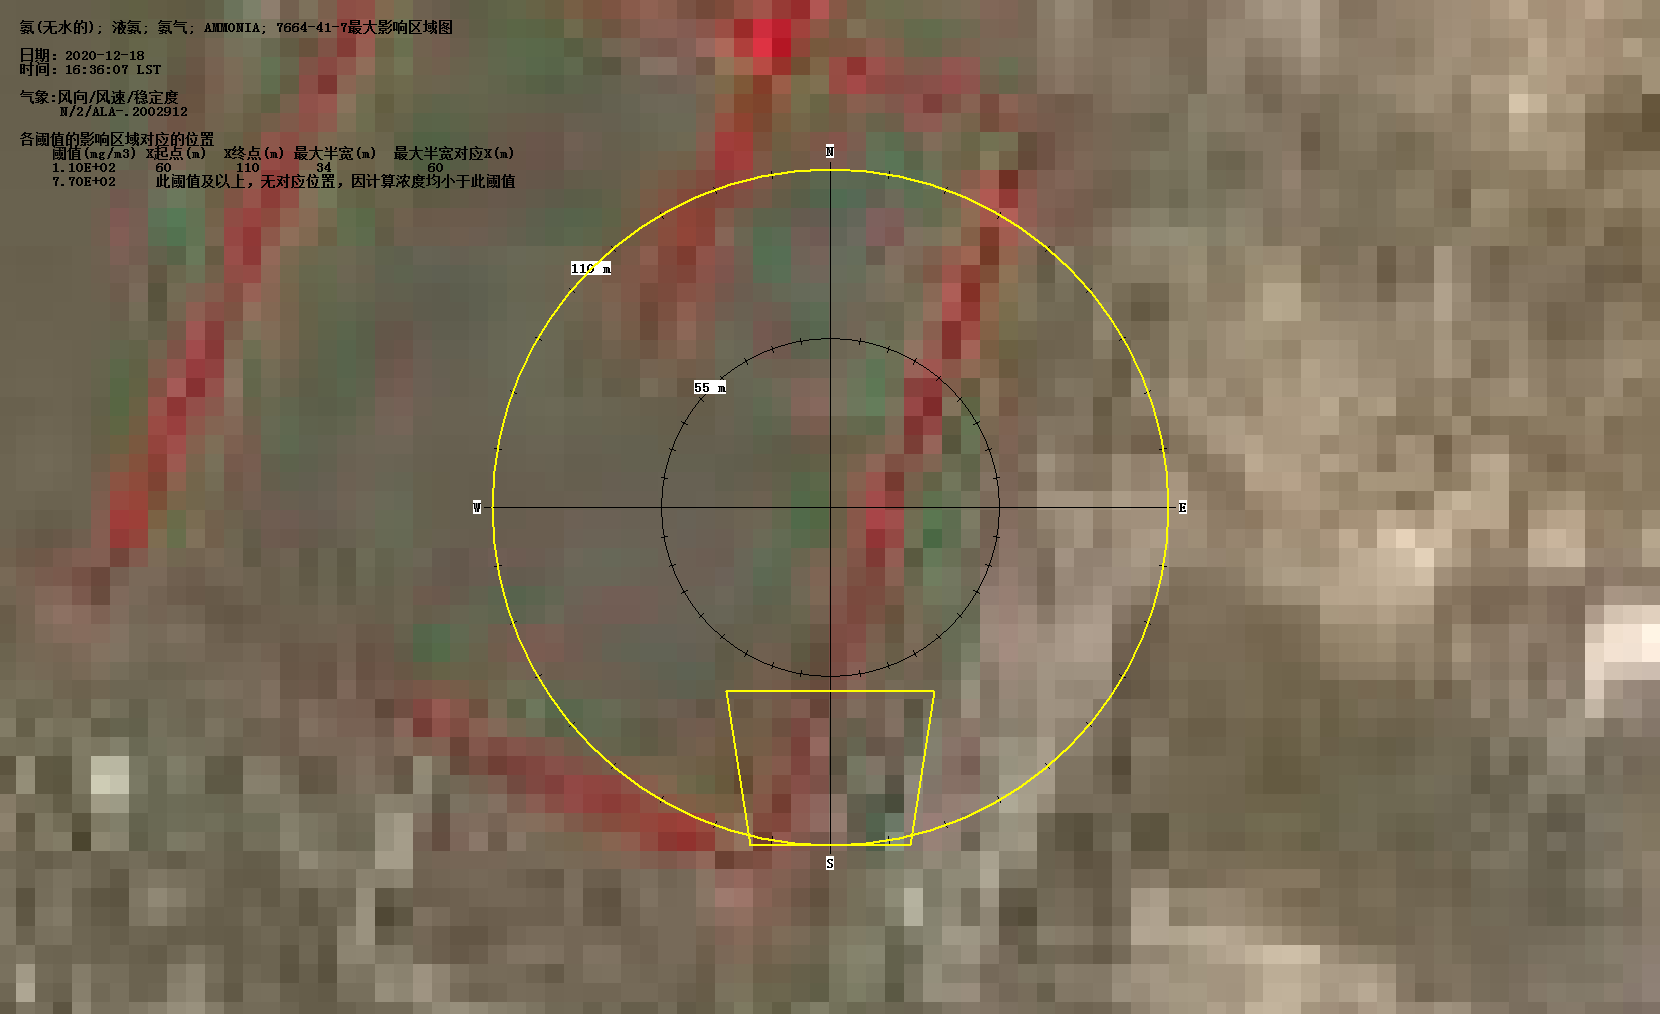 氨(无水的); 液氨; 氨气; AMMONIA; 7664-41-7最大影响区域图
日期: 2020-12-18
时间: 16:36:07 LST
气象:风向/风速/稳定度
N/2/ALA-.2002912
各阈值的影响区域对应的位置
阈值(mg/m3) X起点(m) X终点(m) 最大半宽(m) 最大半宽对应X(m)
1.10E+02 60 110 34 60
7.70E+02 此阈值及以上,无对应位置,因计算浓度均小于此阈值
N
110 m
55 m
W
E
S